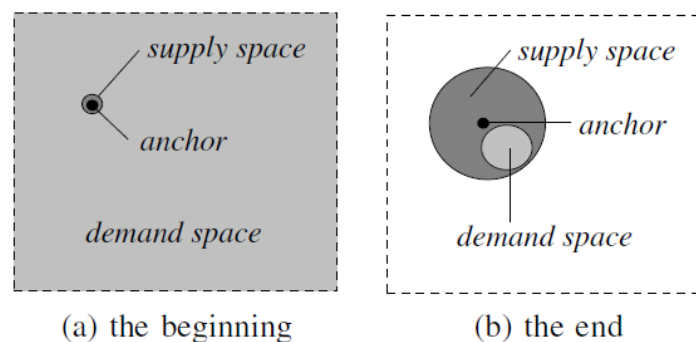 supply space
anchor
demand space
(a) the beginning
supply space
anchor
demand space
(b) the end